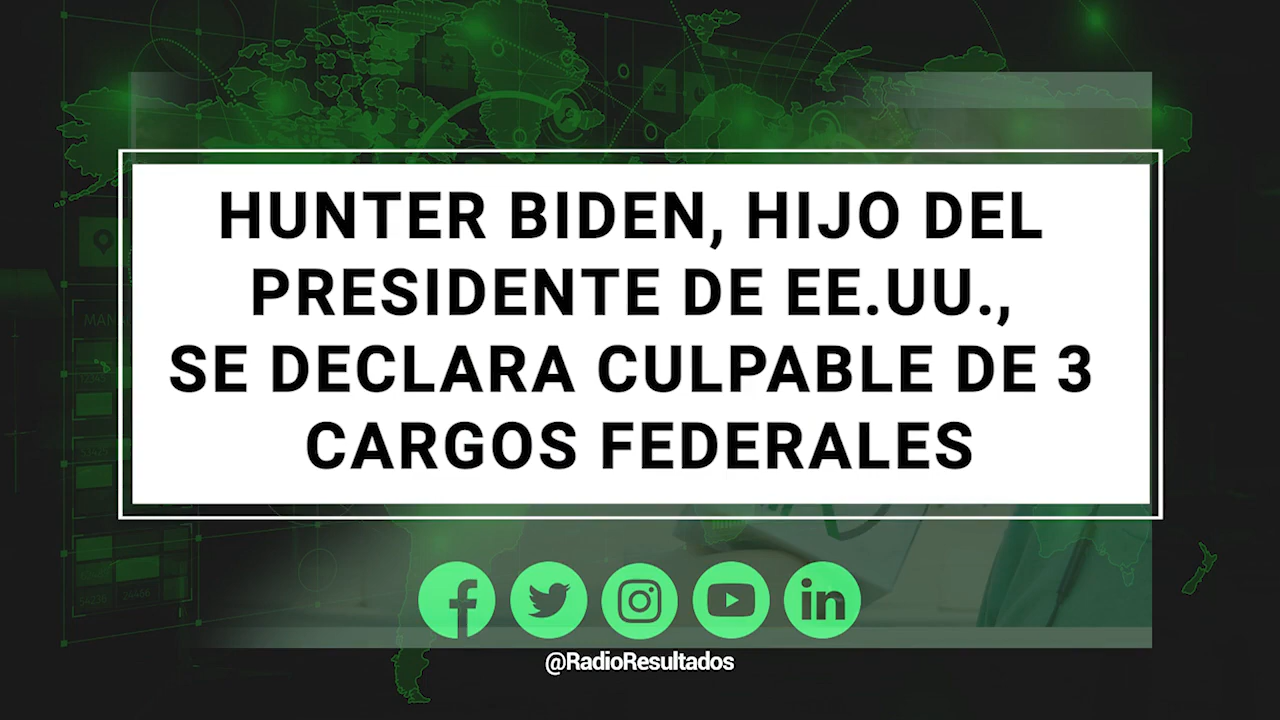 HUNTER BIDEN, HIJO DEL
PRESIDENTE DE EE.UU.,
SE DECLARA CULPABLE DE 3
CARGOS FEDERALES
@RadioResultados